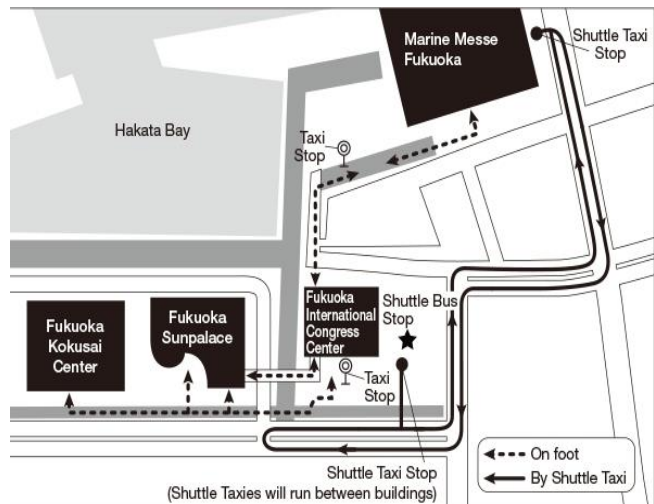 Marine Messe
Fukuoka
Shuttle Taxi
Stop
Hakata Bay
Taxi
Stop
Fukuoka
Kokusai
Center
Fukuoka
Sunpalace
Fukuoka
International
Congress
Center
Shuttle Bus
Stop
Taxi
Stop
Shuttle Taxi Stop
(Shuttle Taxies will run between buildings)
On foot
By Shuttle Taxi